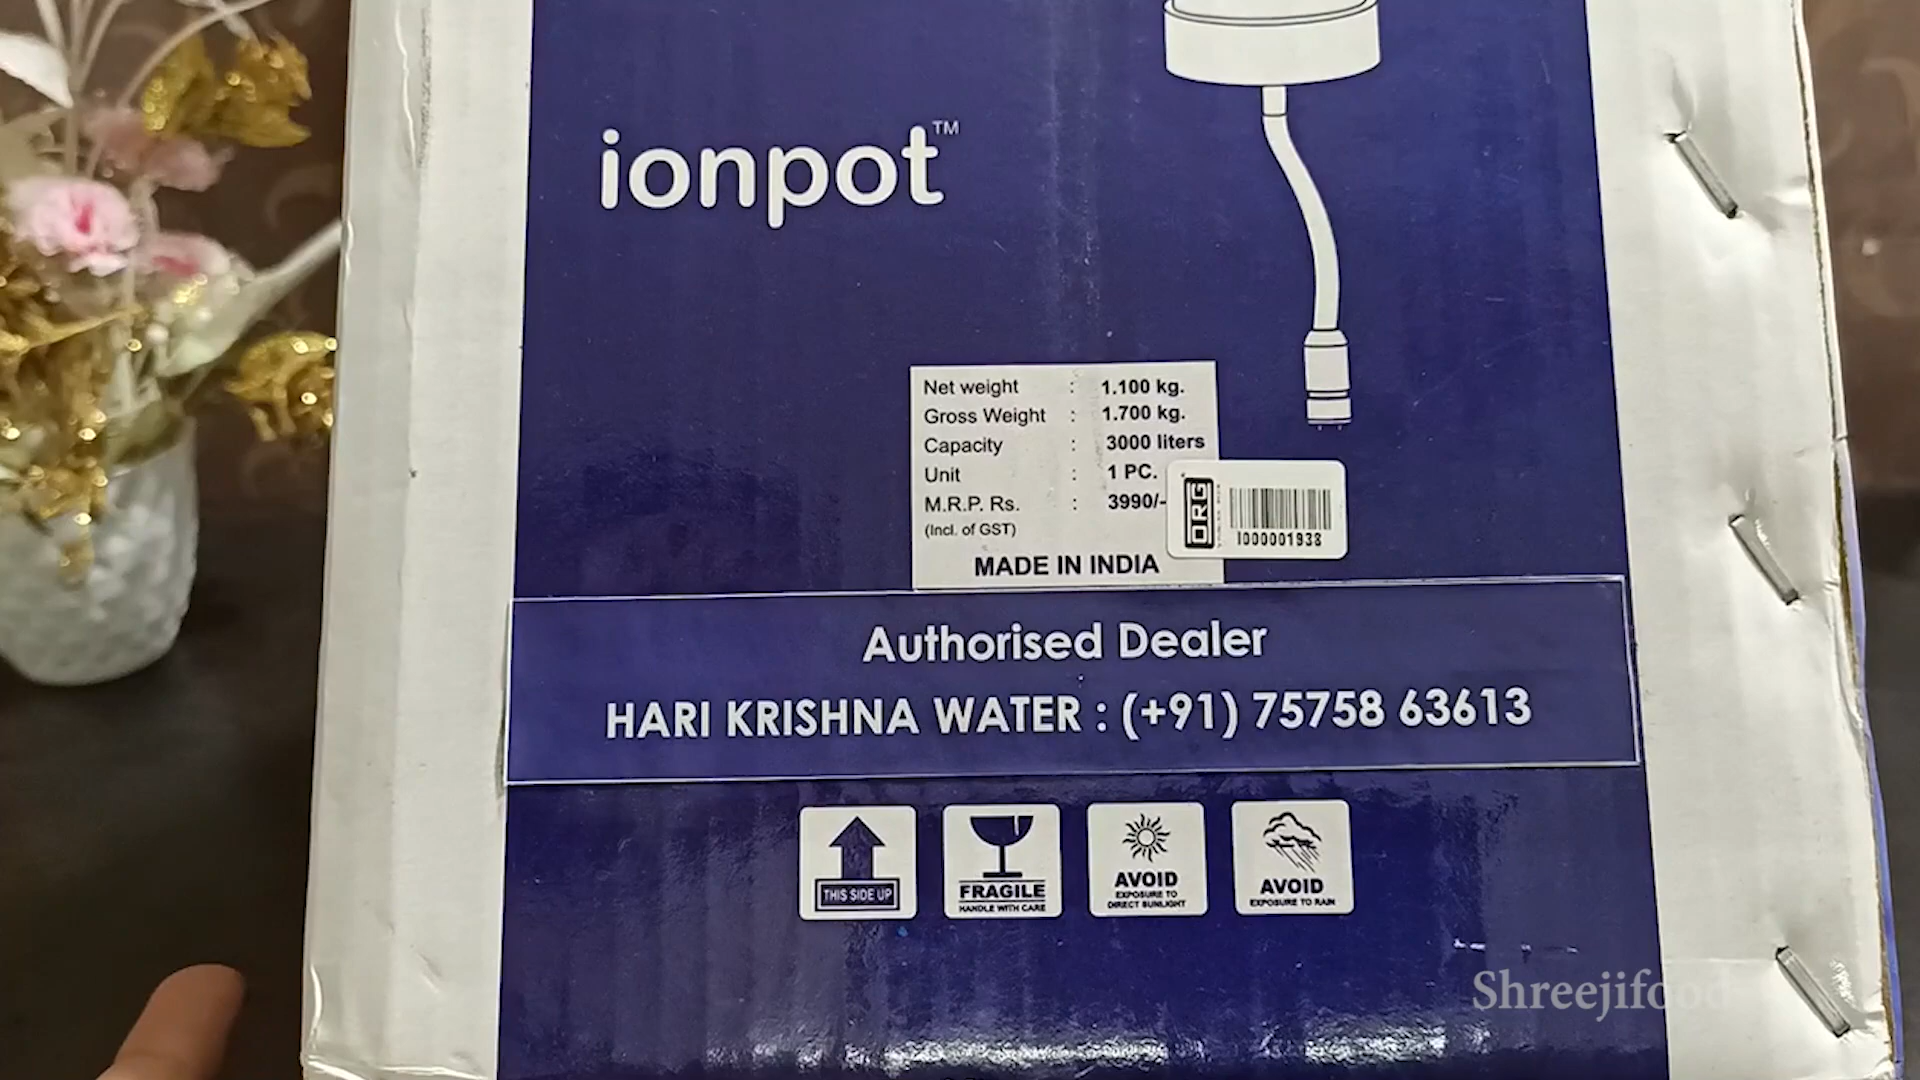 ionpot™
Net weight : 1.100 kg.
Gross Weight : 1.700 kg.
Capacity : 3000 liters
Unit : 1 PC.
M.R.P. Rs. : 3990/-
(Incl. of GST)
MADE IN INDIA
ORG
I000001938
Authorised Dealer
HARI KRISHNA WATER : (+91) 75758 63613
THIS SIDE UP
FRAGILE
HANDLE WITH CARE
AVOID
EXPOSURE TO
DIRECT SUNLIGHT
AVOID
EXPOSURE TO RAIN
Shreejifood